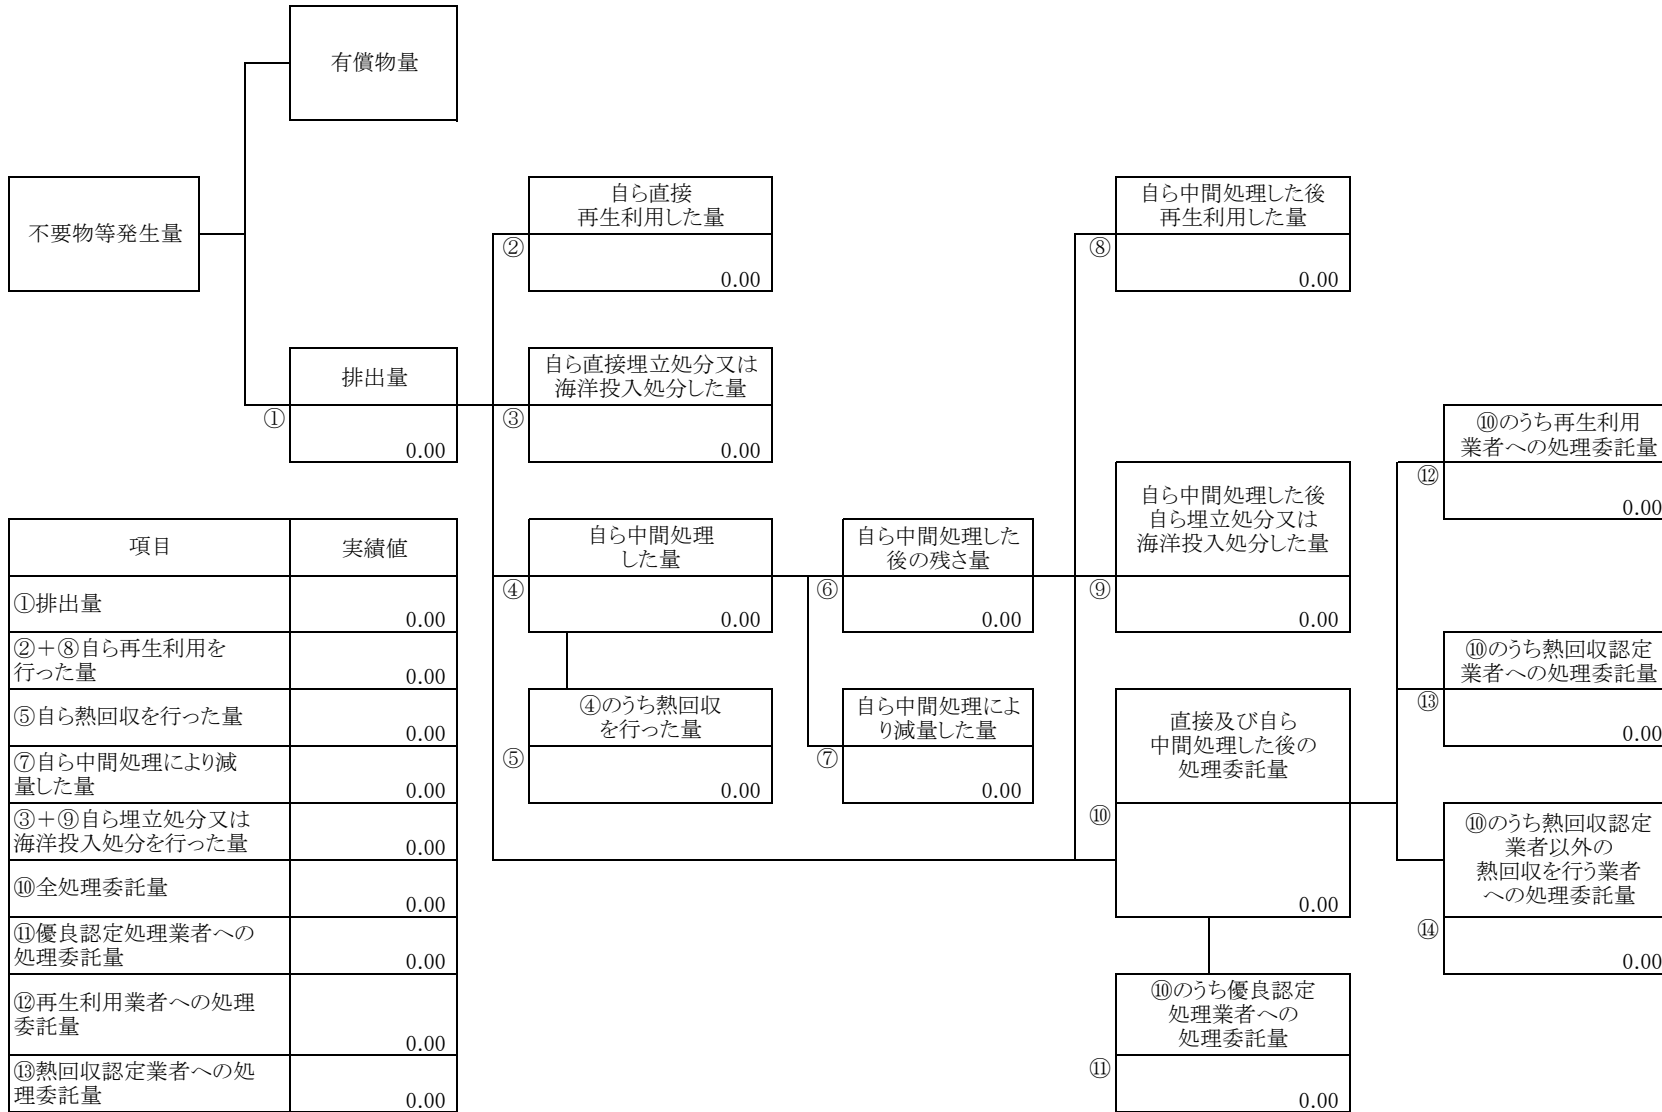 有償物量
不要物等発生量
自ら直接
再生利用した量
②
0.00
自ら中間処理した後
再生利用した量
⑧
0.00
排出量
①
0.00
自ら直接埋立処分又は
海洋投入処分した量
③
0.00
⑩のうち再生利用
業者への処理委託量
⑫
0.00
自ら中間処理
した量
④
0.00
自ら中間処理した
後の残さ量
⑥
0.00
自ら中間処理した後
自ら埋立処分又は
海洋投入処分した量
⑨
0.00
⑩のうち熱回収認定
業者への処理委託量
⑬
0.00
④のうち熱回収
を行った量
⑤
0.00
自ら中間処理によ
り減量した量
⑦
0.00
直接及び自ら
中間処理した後の
処理委託量
⑩
0.00
⑩のうち熱回収認定
業者以外の
熱回収を行う業者
への処理委託量
⑭
0.00
⑩のうち優良認定
処理業者への
処理委託量
⑪
0.00
項目 実績値
①排出量
0.00
②+⑧自ら再生利用を
行った量
0.00
⑤自ら熱回収を行った量
0.00
⑦自ら中間処理により減
量した量
0.00
③+⑨自ら埋立処分又は
海洋投入処分を行った量
0.00
⑩全処理委託量
0.00
⑪優良認定処理業者への
処理委託量
0.00
⑫再生利用業者への処理
委託量
0.00
⑬熱回収認定業者への処
理委託量
0.00